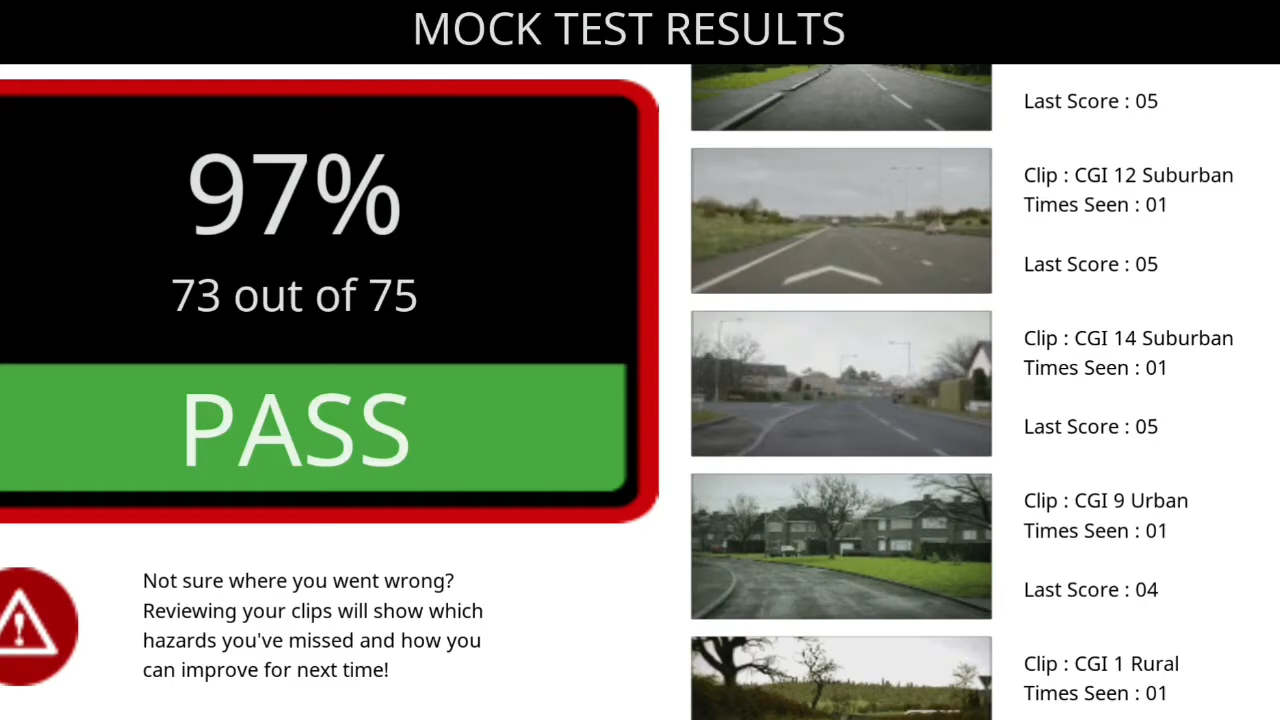 MOCK TEST RESULTS
97%
73 out of 75
PASS
Not sure where you went wrong?
Reviewing your clips will show which
hazards you've missed and how you
can improve for next time!
Last Score : 05
Clip : CGI 12 Suburban
Times Seen : 01
Last Score : 05
Clip : CGI 14 Suburban
Times Seen : 01
Last Score : 05
Clip : CGI 9 Urban
Times Seen : 01
Last Score : 04
Clip : CGI 1 Rural
Times Seen : 01